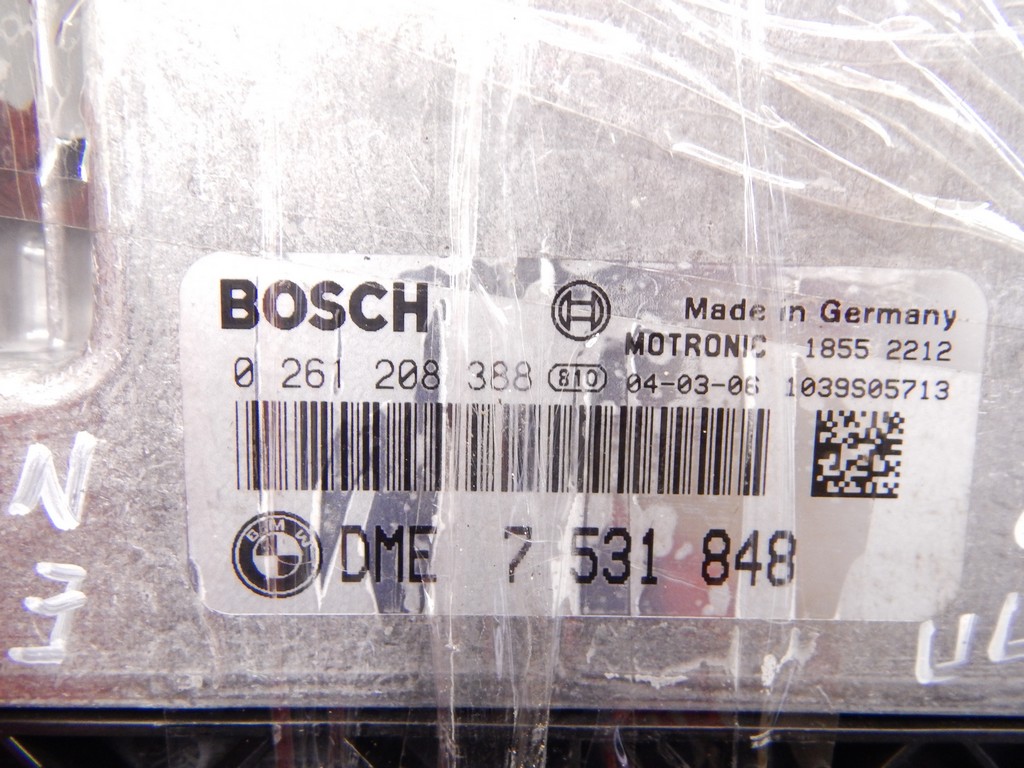 BOSCH Made in Germany
MOTRONIC 1855 2212
0 261 208 388 810 04-03-06 1039S05713
BMW DME 7 531 848